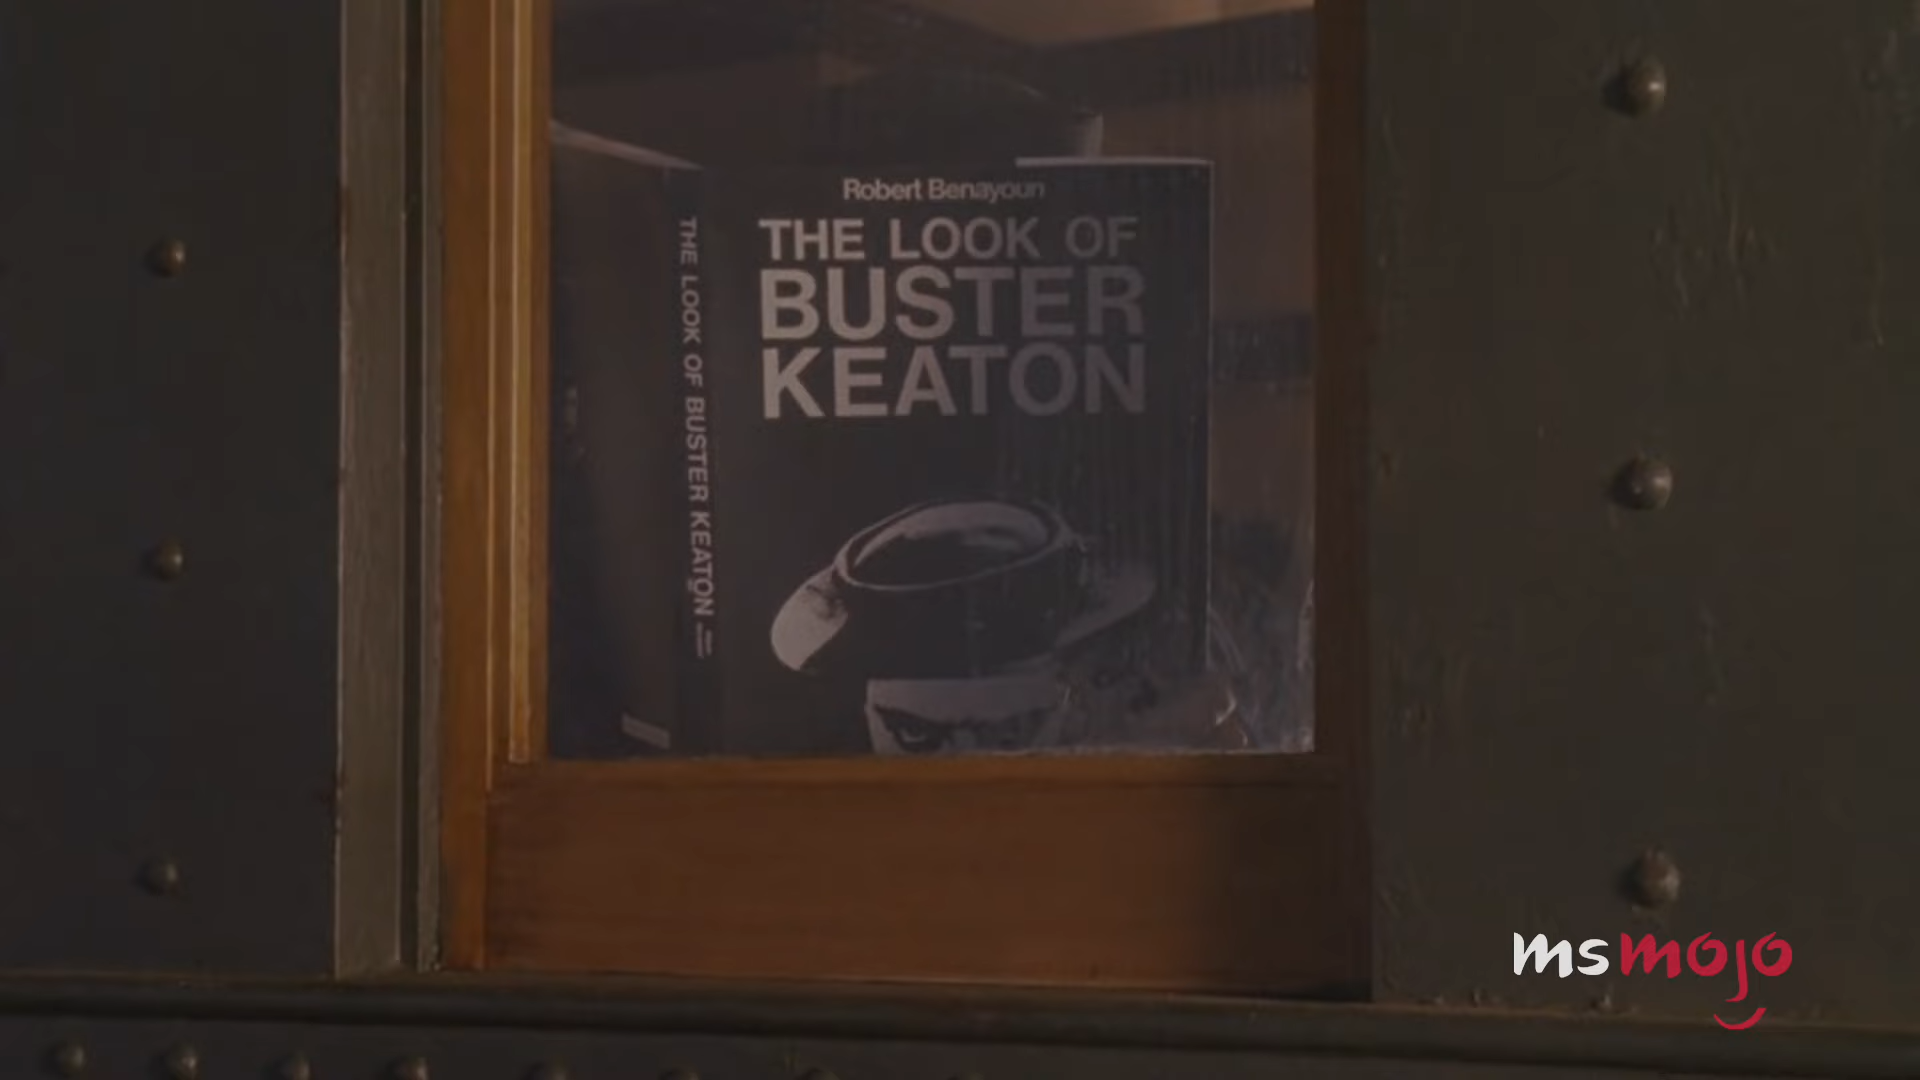 Robert Benayoun
THE LOOK OF
BUSTER
KEATON
THE LOOK OF BUSTER KEATON
msmojo